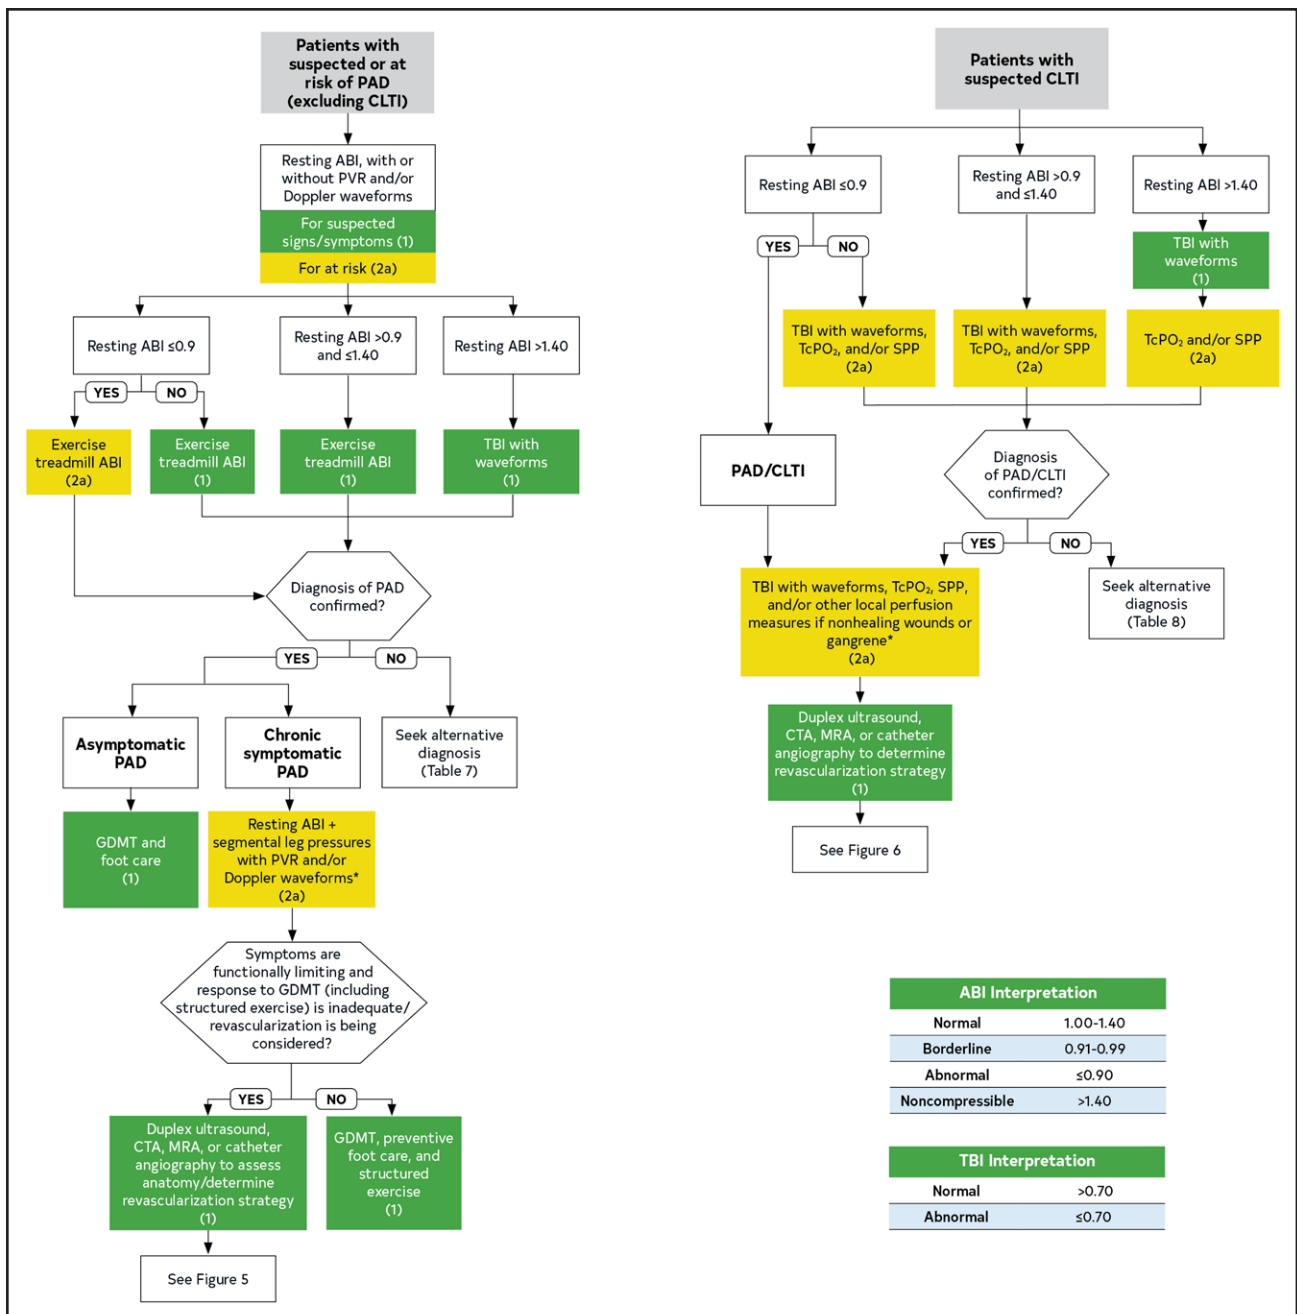 Patients with
suspected or at
risk of PAD
(excluding CLTI)
Resting ABI, with or
without PVR and/or
Doppler waveforms
For suspected
signs/symptoms (1)
For at risk (2a)
Resting ABI ≤0.9
Resting ABI >0.9
and ≤1.40
Resting ABI >1.40
YES
NO
Exercise
treadmill ABI
(2a)
Exercise
treadmill ABI
(1)
Exercise
treadmill ABI
(1)
TBI with
waveforms
(1)
Diagnosis of PAD
confirmed?
YES
NO
Asymptomatic
PAD
Chronic
symptomatic
PAD
Seek alternative
diagnosis
(Table 7)
GDMT and
foot care
(1)
Resting ABI +
segmental leg pressures
with PVR and/or
Doppler waveforms*
(2a)
Symptoms are
functionally limiting and
response to GDMT (including
structured exercise) is inadequate/
revascularization is being
considered?
YES
NO
Duplex ultrasound,
CTA, MRA, or catheter
angiography to assess
anatomy/determine
revascularization strategy
(1)
GDMT, preventive
foot care, and
structured
exercise
(1)
See Figure 5
Patients with
suspected CLTI
Resting ABI ≤0.9
Resting ABI >0.9
and ≤1.40
Resting ABI >1.40
YES
NO
TBI with
waveforms
(1)
TBI with waveforms,
TcPO₂, and/or SPP
(2a)
TBI with waveforms,
TcPO₂, and/or SPP
(2a)
TcPO₂ and/or SPP
(2a)
PAD/CLTI
Diagnosis
of PAD/CLTI
confirmed?
YES
NO
TBI with waveforms, TcPO₂, SPP,
and/or other local perfusion
measures if nonhealing wounds or
gangrene*
(2a)
Seek alternative
diagnosis
(Table 8)
Duplex ultrasound,
CTA, MRA, or catheter
angiography to determine
revascularization strategy
(1)
See Figure 6
ABI Interpretation
Normal 1.00-1.40
Borderline 0.91-0.99
Abnormal ≤0.90
Noncompressible >1.40
TBI Interpretation
Normal >0.70
Abnormal ≤0.70